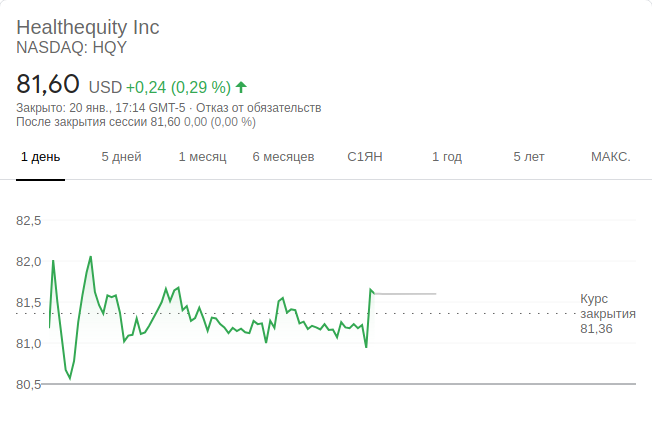 Healthequity Inc
NASDAQ: HQY
81,60 USD +0,24 (0,29 %)
Закрыто: 20 янв., 17:14 GMT-5 · Отказ от обязательств
После закрытия сессии 81,60 0,00 (0,00 %)
1 день 5 дней 1 месяц 6 месяцев С1ЯН 1 год 5 лет МАКС.
82,5
82,0
81,5
81,0
80,5
Курс
закрытия
81,36